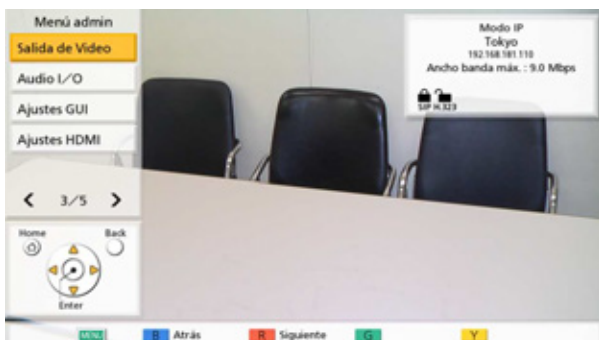 Menú admin
Salida de Video
Audio I/O
Ajustes GUI
Ajustes HDMI
3/5
Home
Back
Enter
Modo IP
Tokyo
192.168.181.110
Ancho banda máx. : 9.0 Mbps
SIP H.323
MENU
B Atrás
R Siguiente
G
Y